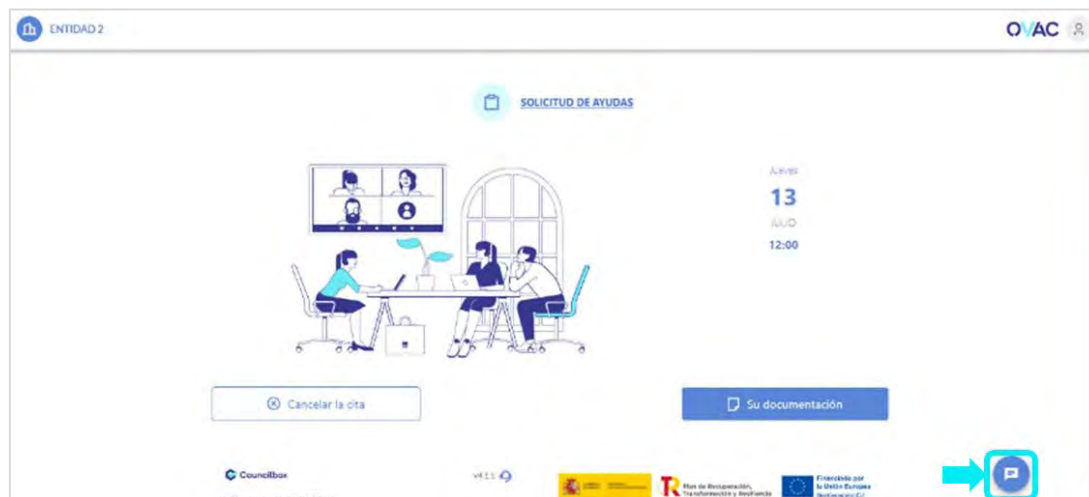 ENTIDAD 2
OVAC
SOLICITUD DE AYUDAS
JUEVES
13
JULIO
12:00
Cancelar la cita
Su documentación
Councilbox
Plan de Recuperación,
Transformación y Resiliencia
Financiado por
la Unión Europea